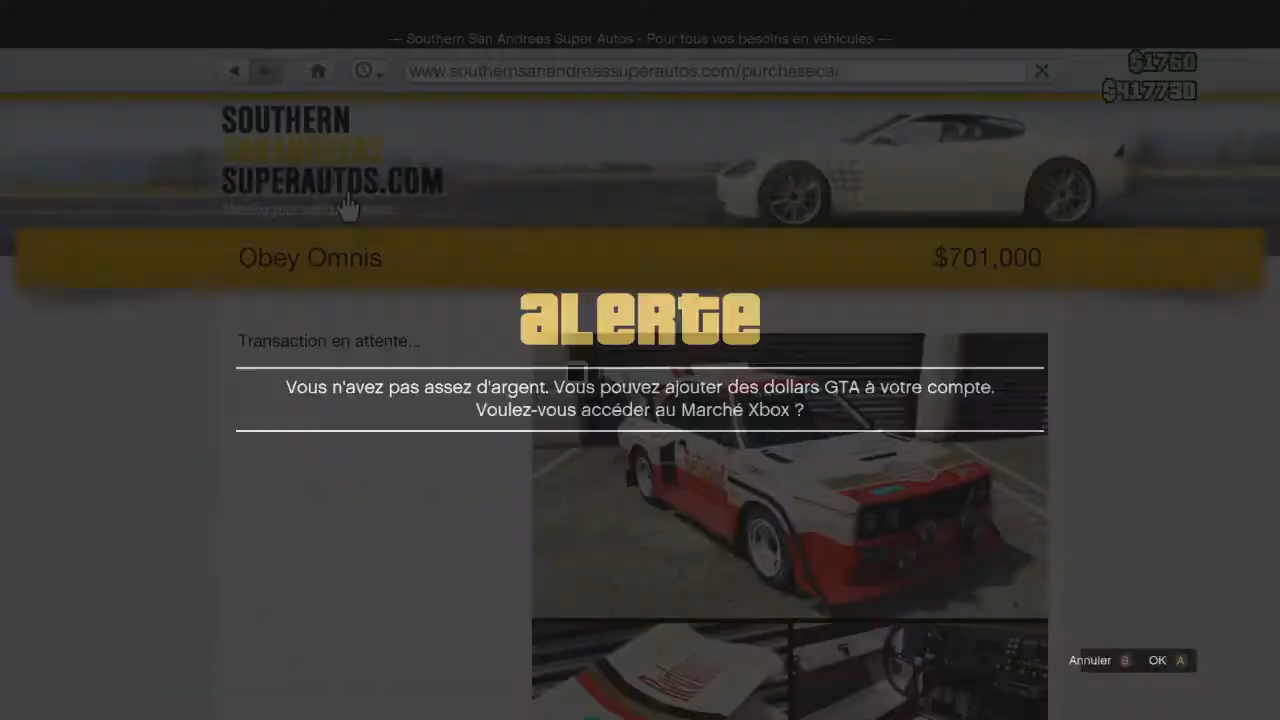 — Southern San Andreas Super Autos - Pour tous vos besoins en véhicules —
www.southernsanandreassuperautos.com/purchasecar
$1760
$417730
SOUTHERN
SAN ANDREAS
SUPERAUTOS.COM
Obey Omnis
$701,000
ALERTE
Transaction en attente...
Vous n'avez pas assez d'argent. Vous pouvez ajouter des dollars GTA à votre compte.
Voulez-vous accéder au Marché Xbox ?
Annuler B OK A